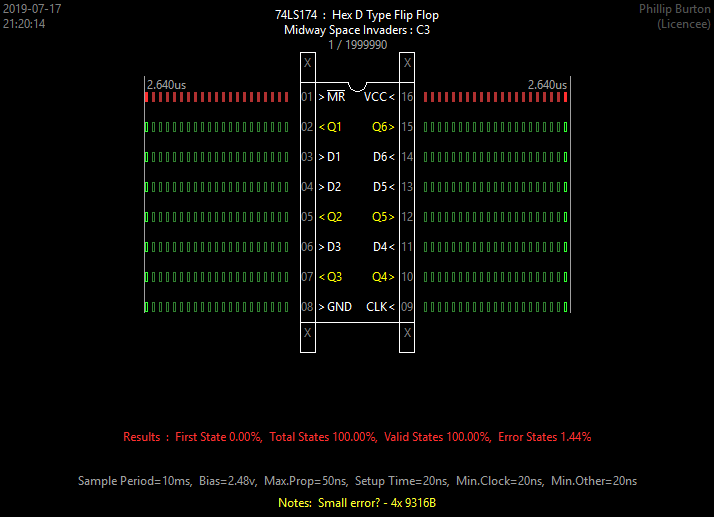 2019-07-17
21:20:14
74LS174 : Hex D Type Flip Flop
Midway Space Invaders : C3
1 / 1999990
Phillip Burton
(Licencee)
X X
2.640us 2.640us
01 >MR VCC< 16
02 <Q1 Q6> 15
03 >D1 D6< 14
04 >D2 D5< 13
05 <Q2 Q5> 12
06 >D3 D4< 11
07 <Q3 Q4> 10
08 >GND CLK< 09
X X
Results : First State 0.00%, Total States 100.00%, Valid States 100.00%, Error States 1.44%
Sample Period=10ms, Bias=2.48v, Max.Prop=50ns, Setup Time=20ns, Min.Clock=20ns, Min.Other=20ns
Notes: Small error? - 4x 9316B